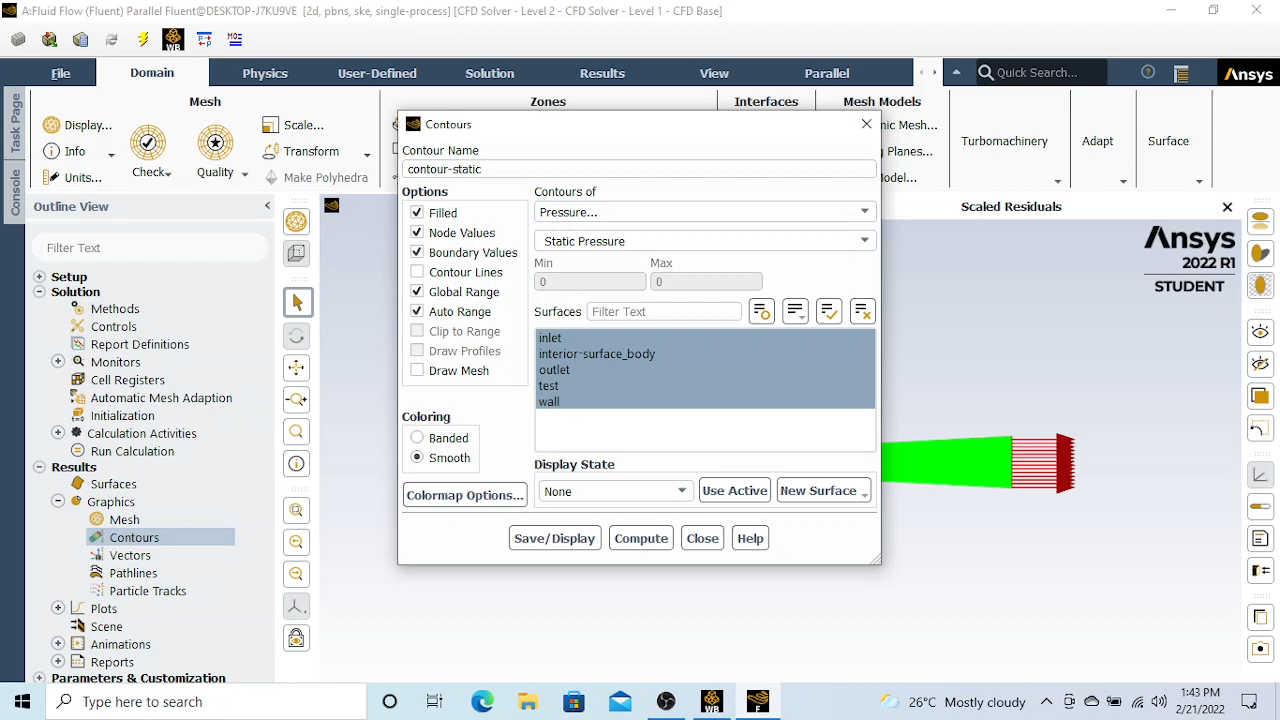 A:Fluid Flow (Fluent) Parallel Fluent@DESKTOP-J7KU9VE [2d, pbns, ske, single-process] [CFD Solver - Level 2 - CFD Solver - Level 1 - CFD Base]
File Domain Physics User-Defined Solution Results View Parallel Quick Search... Ansys
Mesh Zones Interfaces Mesh Models
Display... Scale...
Info Transform
Units... Make Polyhedra
Check Quality
Turbomachinery Adapt Surface
Task Page
Console
Outline View
Filter Text
Setup
Solution
Methods
Controls
Report Definitions
Monitors
Cell Registers
Automatic Mesh Adaption
Initialization
Calculation Activities
Run Calculation
Results
Surfaces
Graphics
Mesh
Contours
Vectors
Pathlines
Particle Tracks
Plots
Scene
Animations
Reports
Parameters & Customization
Contours
Contour Name
contour-static
Options
Filled
Node Values
Boundary Values
Contour Lines
Global Range
Auto Range
Clip to Range
Draw Profiles
Draw Mesh
Coloring
Banded
Smooth
Colormap Options...
Contours of
Pressure...
Static Pressure
Min Max
0 0
Surfaces Filter Text
inlet
interior-surface_body
outlet
test
wall
Display State
None Use Active New Surface
Save/Display Compute Close Help
Scaled Residuals
Ansys
2022 R1
STUDENT
Type here to search
26°C Mostly cloudy
1:43 PM
2/21/2022